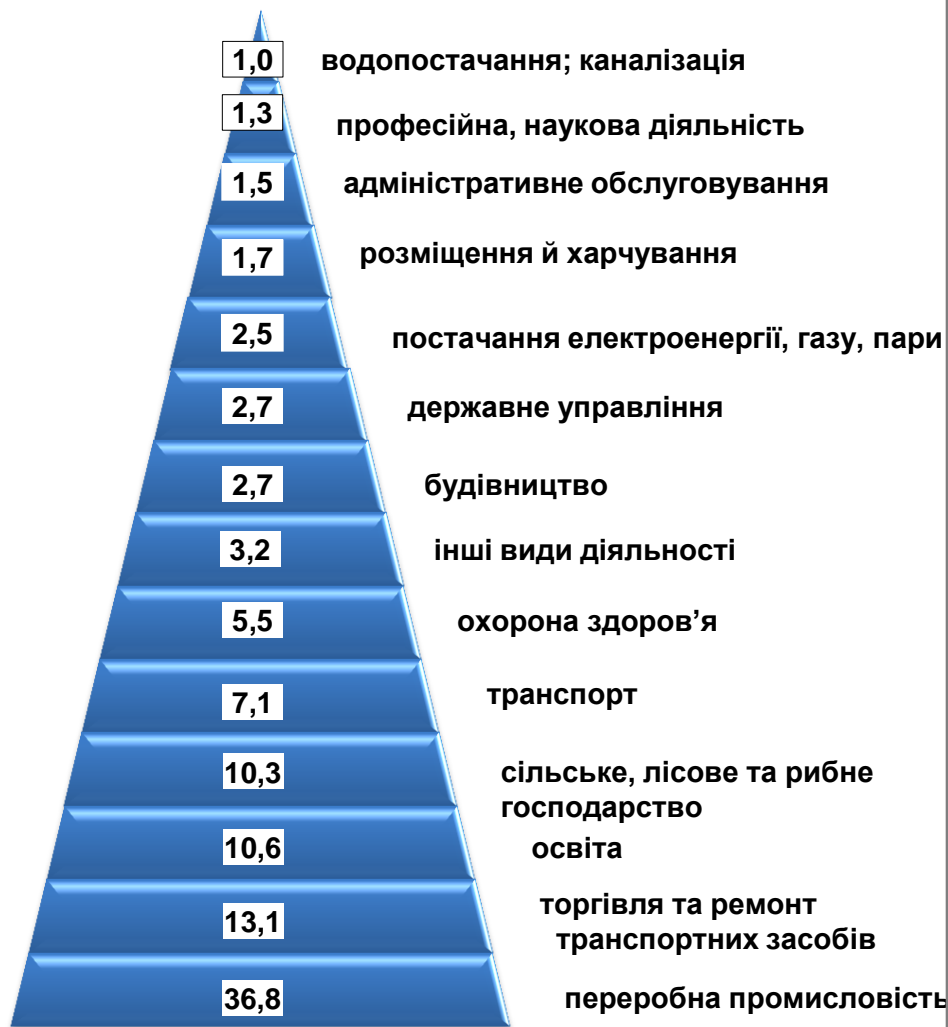 1,0 водопостачання; каналізація
1,3 професійна, наукова діяльність
1,5 адміністративне обслуговування
1,7 розміщення й харчування
2,5 постачання електроенергії, газу, пари
2,7 державне управління
2,7 будівництво
3,2 інші види діяльності
5,5 охорона здоров’я
7,1 транспорт
10,3 сільське, лісове та рибне
господарство
10,6 освіта
13,1 торгівля та ремонт
транспортних засобів
36,8 переробна промисловість